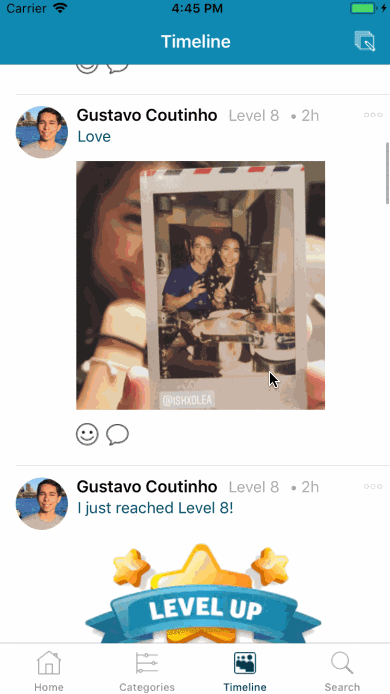 Carrier 4:45 PM
Timeline
Gustavo Coutinho Level 8 • 2h
Love
@ISHXDLEA
Gustavo Coutinho Level 8 • 2h
I just reached Level 8!
LEVEL UP
Home Categories Timeline Search